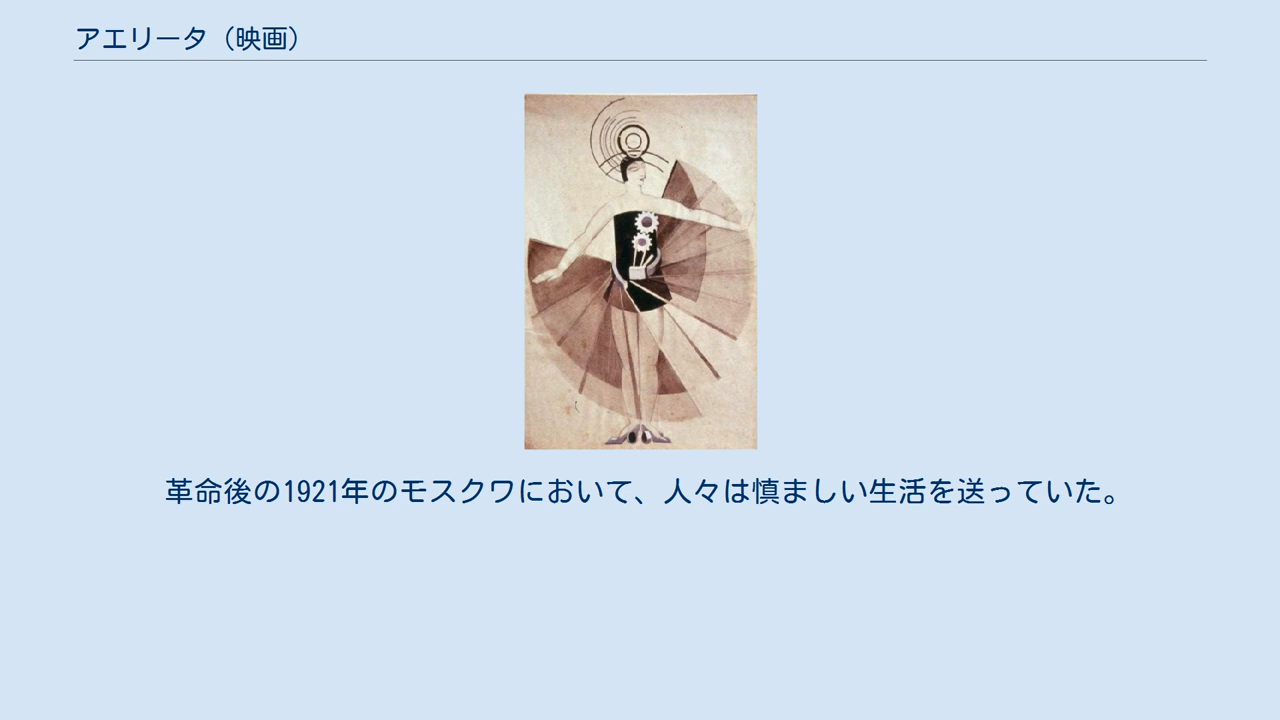 アエリータ（映画）
革命後の1921年のモスクワにおいて、人々は慎ましい生活を送っていた。